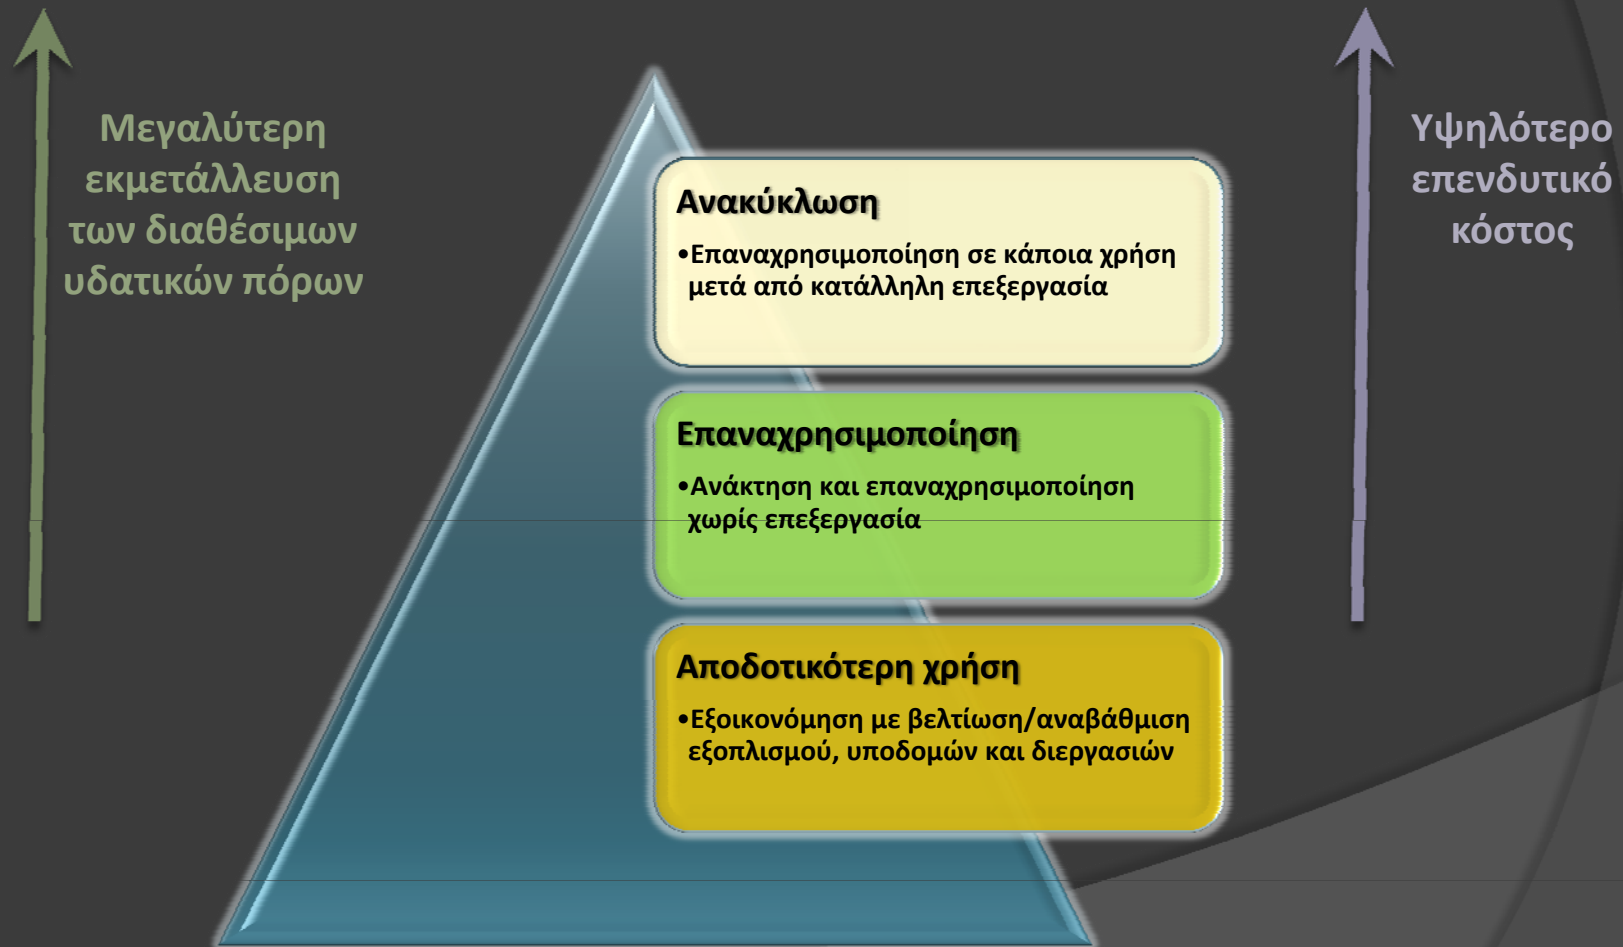 Μεγαλύτερη
εκμετάλλευση
των διαθέσιμων
υδατικών πόρων
Ανακύκλωση
•Επαναχρησιμοποίηση σε κάποια χρήση
μετά από κατάλληλη επεξεργασία
Επαναχρησιμοποίηση
•Ανάκτηση και επαναχρησιμοποίηση
χωρίς επεξεργασία
Αποδοτικότερη χρήση
•Εξοικονόμηση με βελτίωση/αναβάθμιση
εξοπλισμού, υποδομών και διεργασιών
Υψηλότερο
επενδυτικό
κόστος